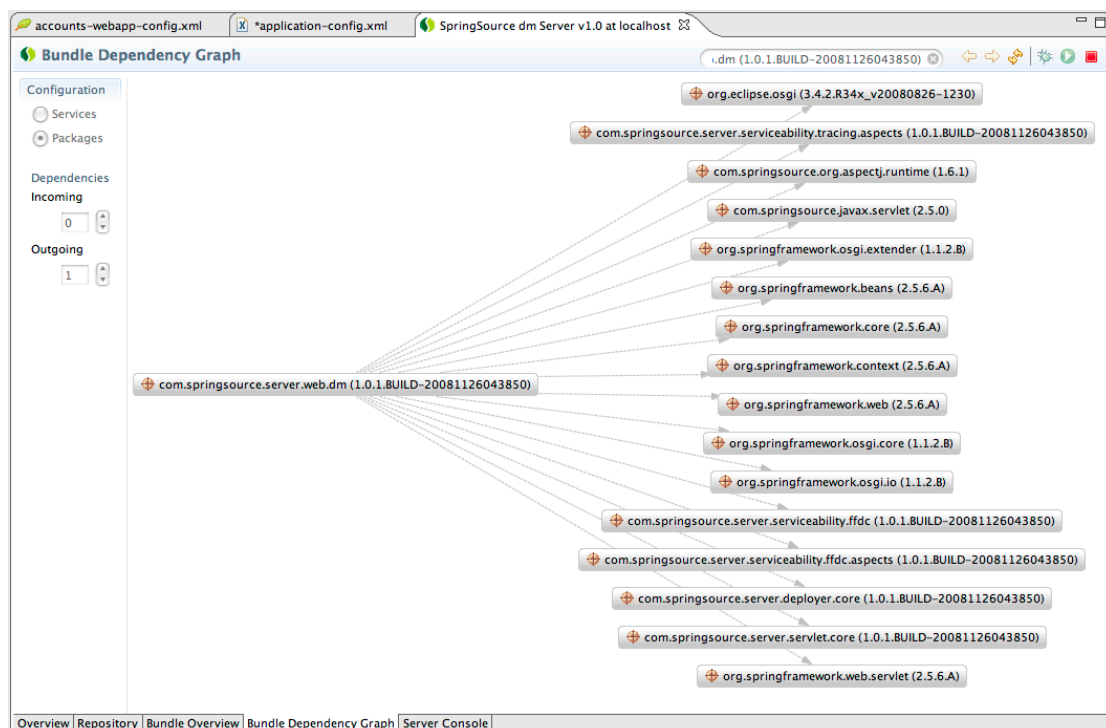 accounts-webapp-config.xml
*application-config.xml
SpringSource dm Server v1.0 at localhost
Bundle Dependency Graph
.dm (1.0.1.BUILD-20081126043850)
Configuration
Services
Packages
Dependencies
Incoming
0
Outgoing
1
org.eclipse.osgi (3.4.2.R34x_v20080826-1230)
com.springsource.server.serviceability.tracing.aspects (1.0.1.BUILD-20081126043850)
com.springsource.org.aspectj.runtime (1.6.1)
com.springsource.javax.servlet (2.5.0)
org.springframework.osgi.extender (1.1.2.B)
org.springframework.beans (2.5.6.A)
org.springframework.core (2.5.6.A)
org.springframework.context (2.5.6.A)
com.springsource.server.web.dm (1.0.1.BUILD-20081126043850)
org.springframework.web (2.5.6.A)
org.springframework.osgi.core (1.1.2.B)
org.springframework.osgi.io (1.1.2.B)
com.springsource.server.serviceability.ffdc (1.0.1.BUILD-20081126043850)
com.springsource.server.serviceability.ffdc.aspects (1.0.1.BUILD-20081126043850)
com.springsource.server.deployer.core (1.0.1.BUILD-20081126043850)
com.springsource.server.servlet.core (1.0.1.BUILD-20081126043850)
org.springframework.web.servlet (2.5.6.A)
Overview Repository Bundle Overview Bundle Dependency Graph Server Console